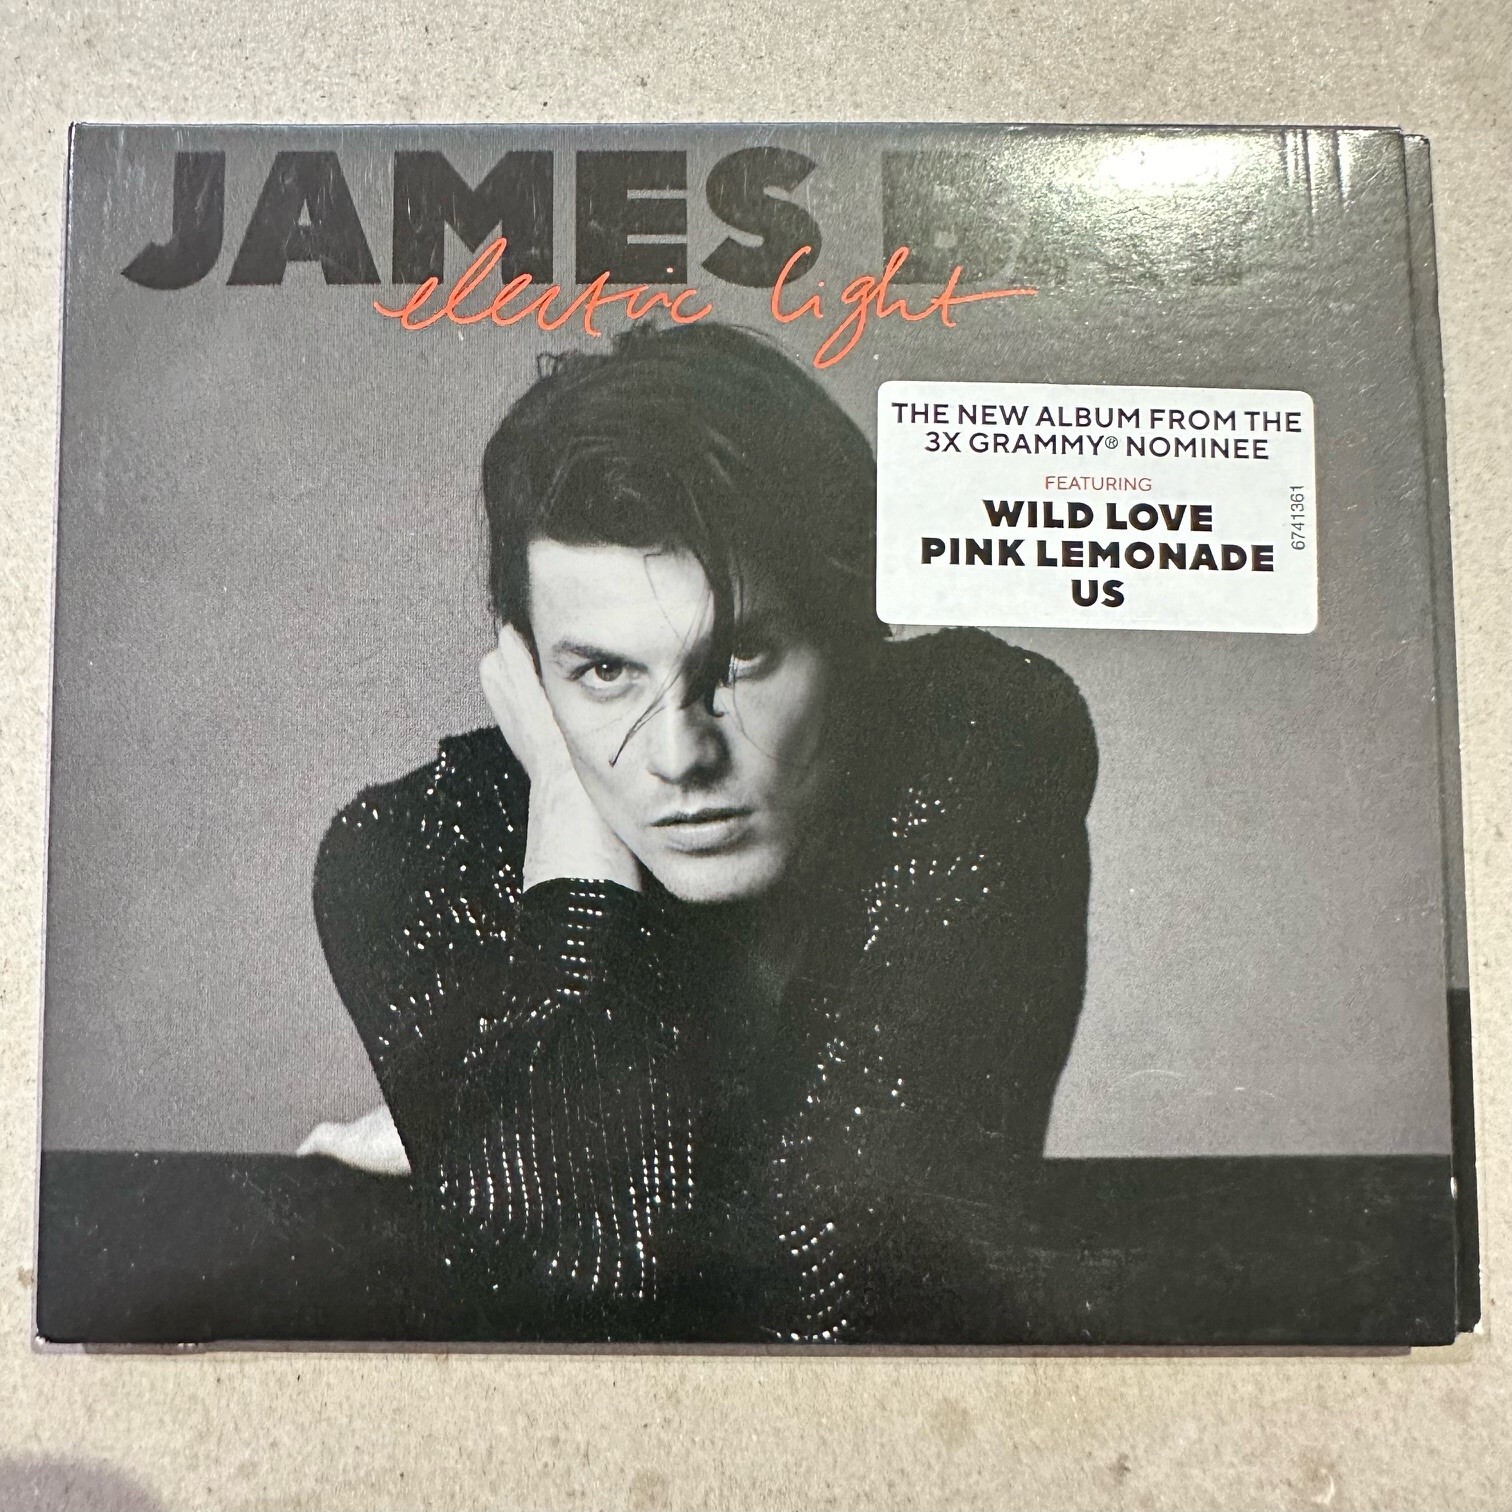 JAMES B
electric light
THE NEW ALBUM FROM THE
3X GRAMMY® NOMINEE
FEATURING
WILD LOVE
PINK LEMONADE
US
6741361